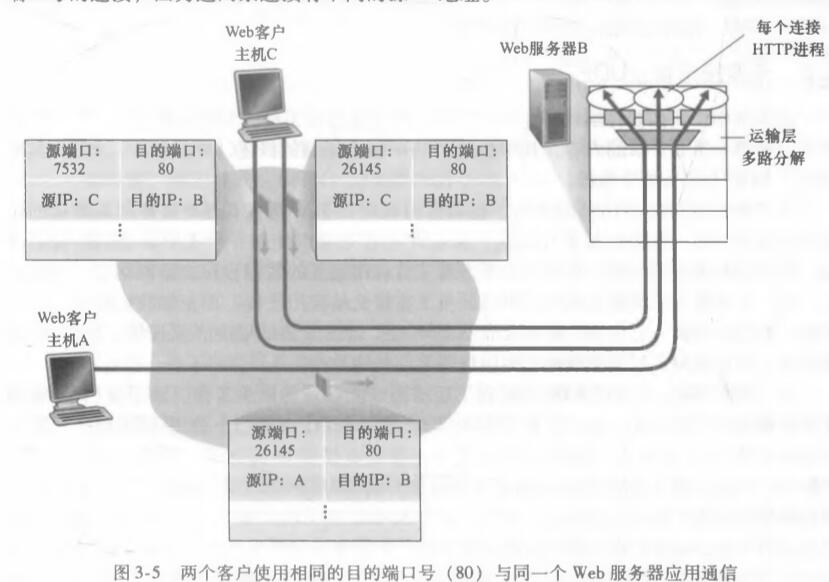 Web客户
主机C
Web服务器B
每个连接
HTTP进程
运输层
多路分解
源端口：
7532
目的端口：
80
源IP：C
目的IP：B
⋮
源端口：
26145
目的端口：
80
源IP：C
目的IP：B
⋮
Web客户
主机A
源端口：
26145
目的端口：
80
源IP：A
目的IP：B
⋮
图 3-5 两个客户使用相同的目的端口号（80）与同一个 Web 服务器应用通信